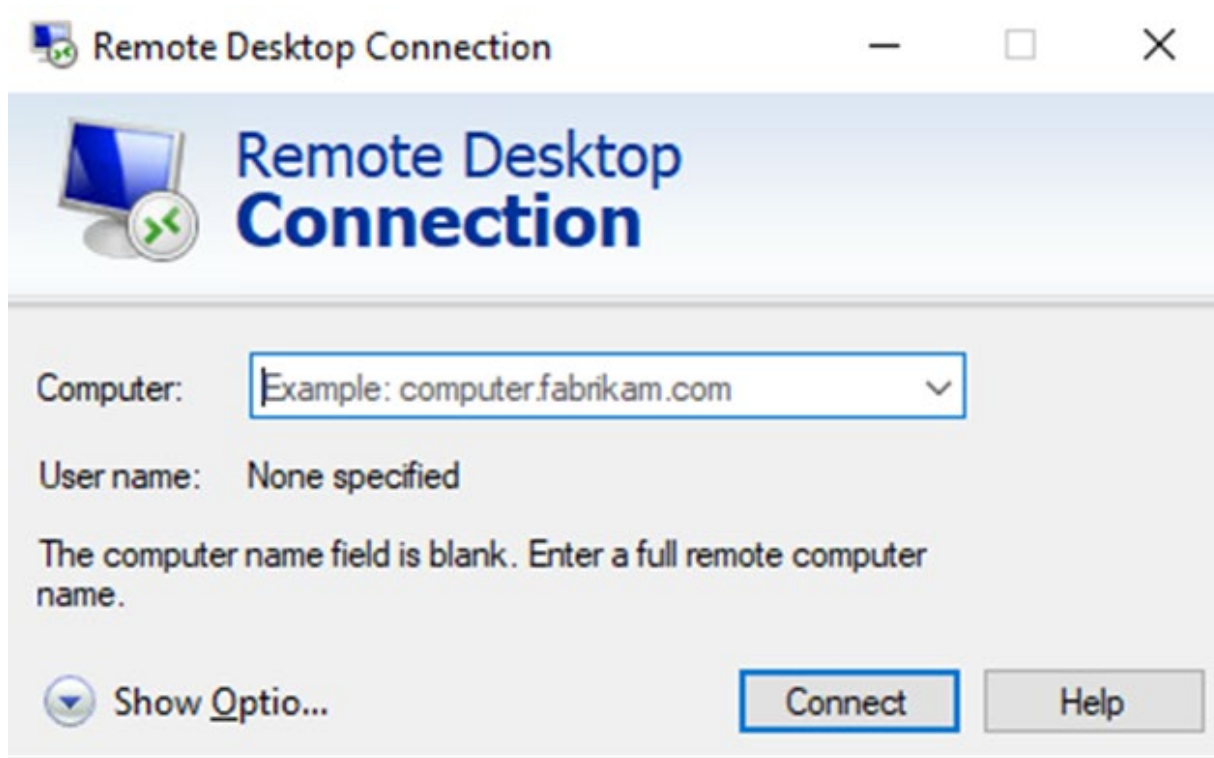 Remote Desktop Connection
Remote Desktop
Connection
Computer: Example: computer.fabrikam.com
User name: None specified
The computer name field is blank. Enter a full remote computer
name.
Show Optio... Connect Help